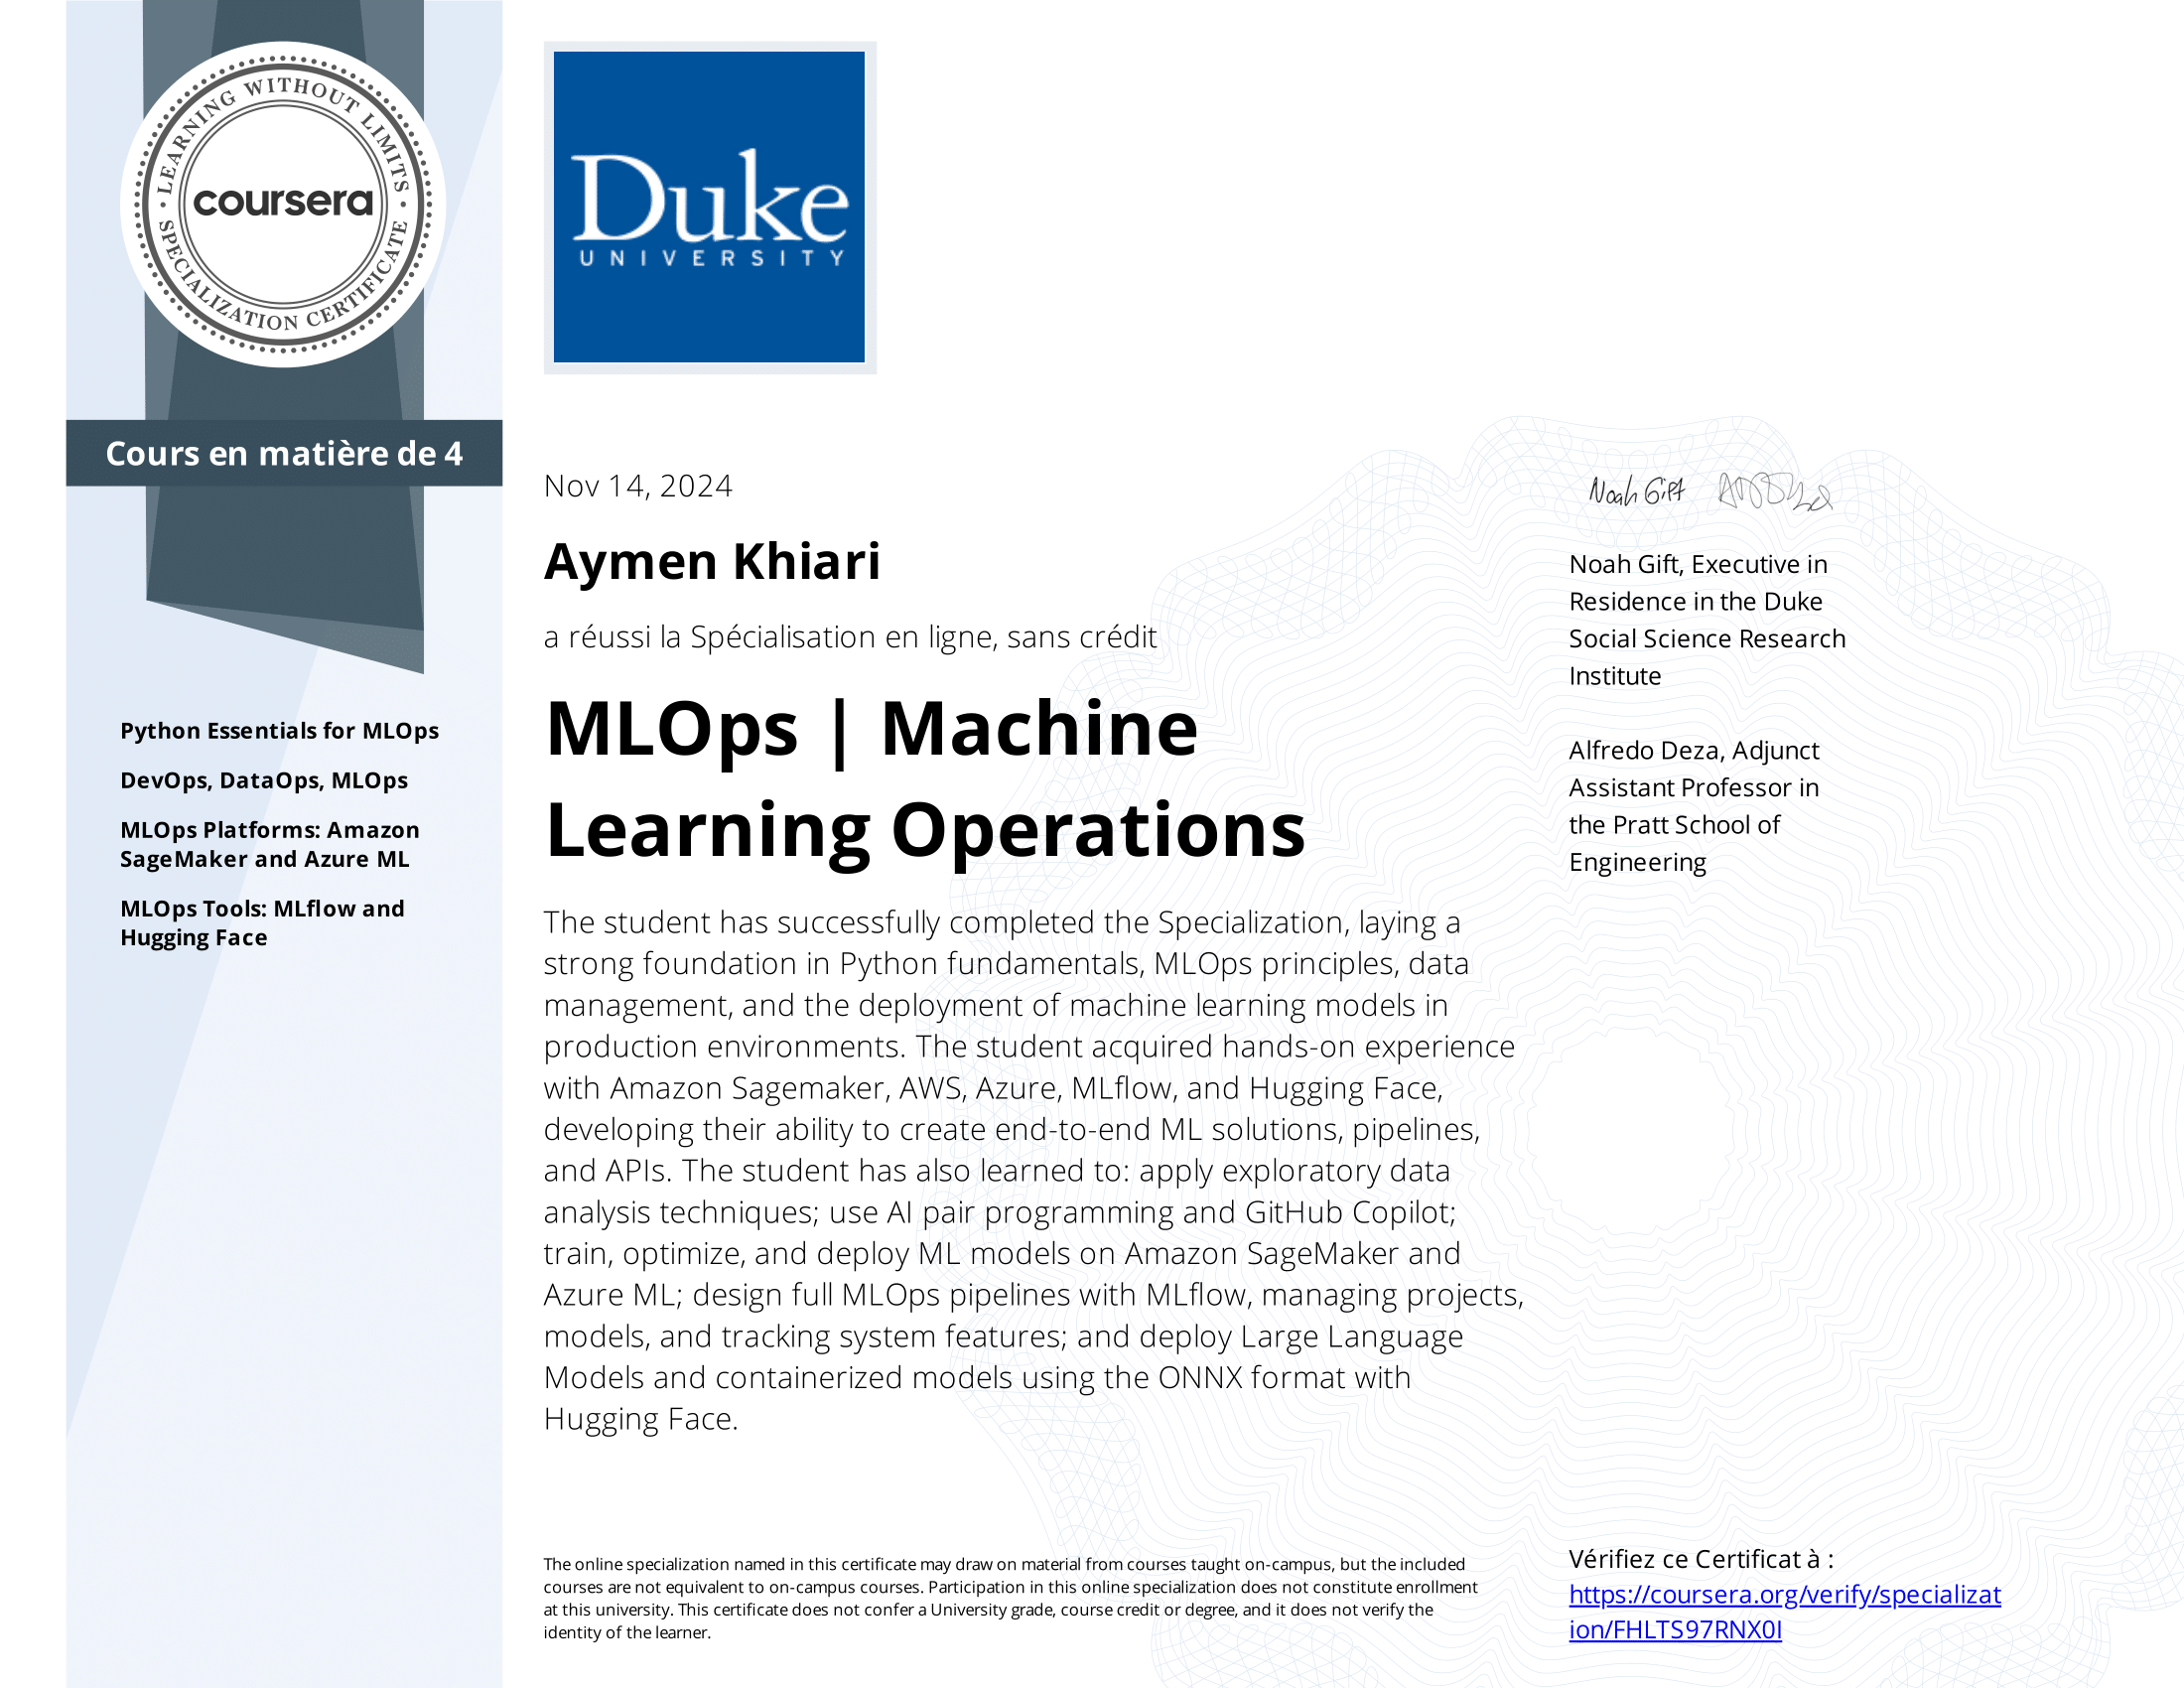 LEARNING WITHOUT LIMITS
coursera
SPECIALIZATION CERTIFICATE
Duke
UNIVERSITY
Cours en matière de 4
Python Essentials for MLOps
DevOps, DataOps, MLOps
MLOps Platforms: Amazon
SageMaker and Azure ML
MLOps Tools: MLflow and
Hugging Face
Nov 14, 2024
Aymen Khiari
a réussi la Spécialisation en ligne, sans crédit
MLOps | Machine
Learning Operations
The student has successfully completed the Specialization, laying a
strong foundation in Python fundamentals, MLOps principles, data
management, and the deployment of machine learning models in
production environments. The student acquired hands-on experience
with Amazon Sagemaker, AWS, Azure, MLflow, and Hugging Face,
developing their ability to create end-to-end ML solutions, pipelines,
and APIs. The student has also learned to: apply exploratory data
analysis techniques; use AI pair programming and GitHub Copilot;
train, optimize, and deploy ML models on Amazon SageMaker and
Azure ML; design full MLOps pipelines with MLflow, managing projects,
models, and tracking system features; and deploy Large Language
Models and containerized models using the ONNX format with
Hugging Face.
Noah Gift
Noah Gift, Executive in
Residence in the Duke
Social Science Research
Institute
Alfredo Deza, Adjunct
Assistant Professor in
the Pratt School of
Engineering
The online specialization named in this certificate may draw on material from courses taught on-campus, but the included
courses are not equivalent to on-campus courses. Participation in this online specialization does not constitute enrollment
at this university. This certificate does not confer a University grade, course credit or degree, and it does not verify the
identity of the learner.
Vérifiez ce Certificat à :
https://coursera.org/verify/specializat
ion/FHLTS97RNX0I